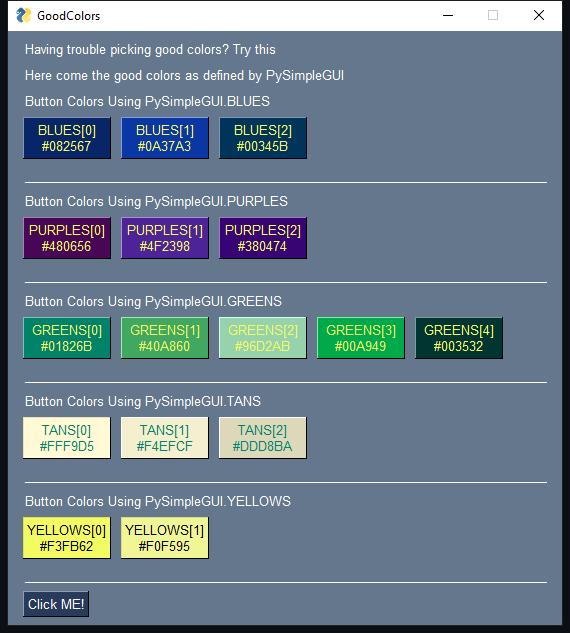 GoodColors
Having trouble picking good colors? Try this
Here come the good colors as defined by PySimpleGUI
Button Colors Using PySimpleGUI.BLUES
BLUES[0] BLUES[1] BLUES[2]
#082567 #0A37A3 #00345B
Button Colors Using PySimpleGUI.PURPLES
PURPLES[0] PURPLES[1] PURPLES[2]
#480656 #4F2398 #380474
Button Colors Using PySimpleGUI.GREENS
GREENS[0] GREENS[1] GREENS[2] GREENS[3] GREENS[4]
#01826B #40A860 #96D2AB #00A949 #003532
Button Colors Using PySimpleGUI.TANS
TANS[0] TANS[1] TANS[2]
#FFF9D5 #F4EFCF #DDD8BA
Button Colors Using PySimpleGUI.YELLOWS
YELLOWS[0] YELLOWS[1]
#F3FB62 #F0F595
Click ME!